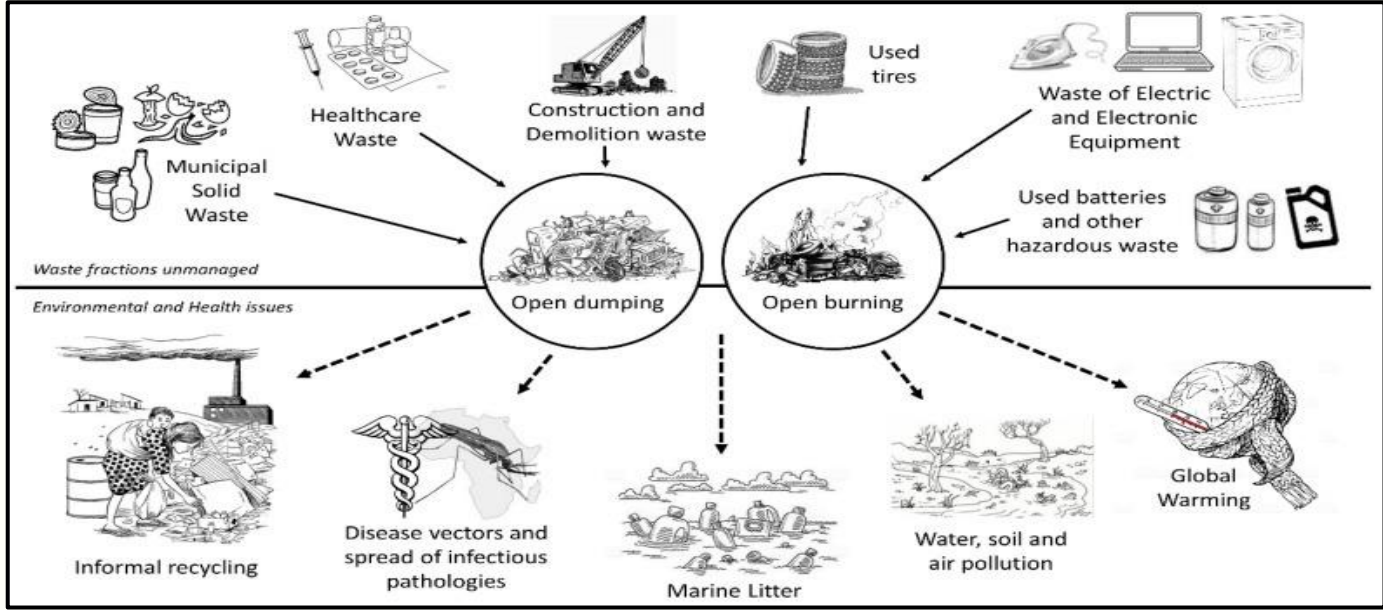 Healthcare
Waste
Construction and
Demolition waste
Used
tires
Waste of Electric
and Electronic
Equipment
Municipal
Solid
Waste
Used batteries
and other
hazardous waste
Waste fractions unmanaged
Open dumping
Open burning
Environmental and Health issues
Informal recycling
Disease vectors and
spread of infectious
pathologies
Marine Litter
Water, soil and
air pollution
Global
Warming